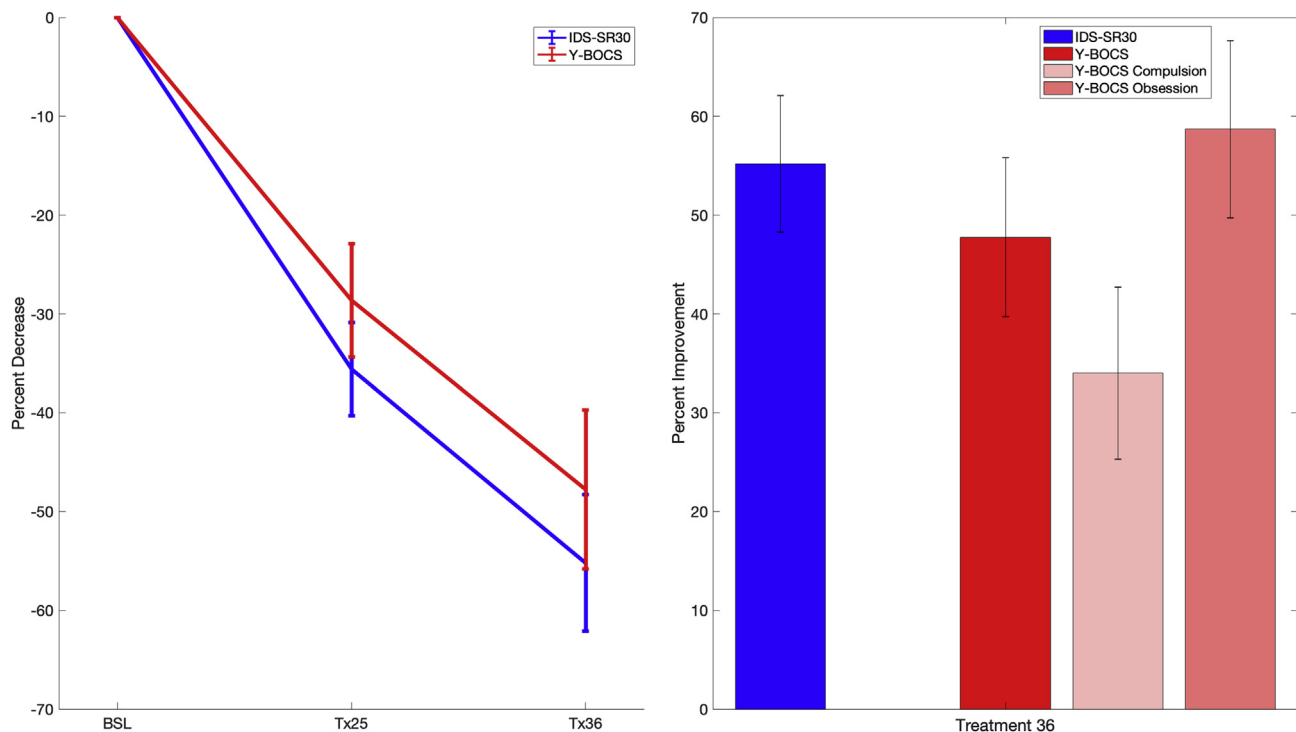 0
-10
-20
-30
-40
-50
-60
-70
Percent Decrease
BSL
Tx25
Tx36
IDS-SR30
Y-BOCS
70
60
50
40
30
20
10
0
Percent Improvement
Treatment 36
IDS-SR30
Y-BOCS
Y-BOCS Compulsion
Y-BOCS Obsession